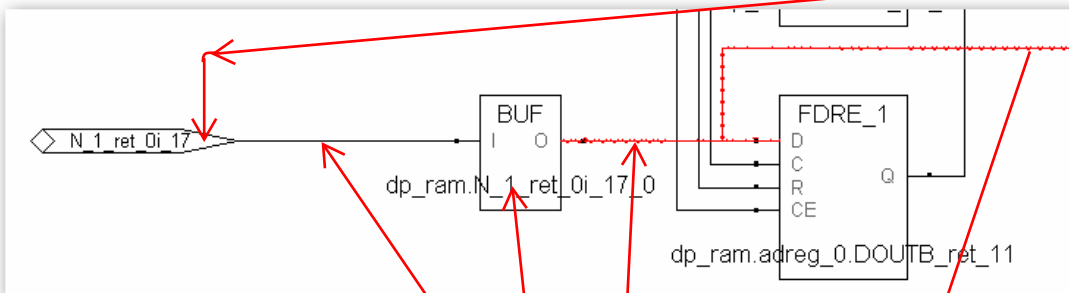 N_1_ret_0i_17
BUF
I O
dp_ram.N_1_ret_0i_17_0
FDRE_1
D
C
R
CE
Q
dp_ram.adreg_0.DOUTB_ret_11